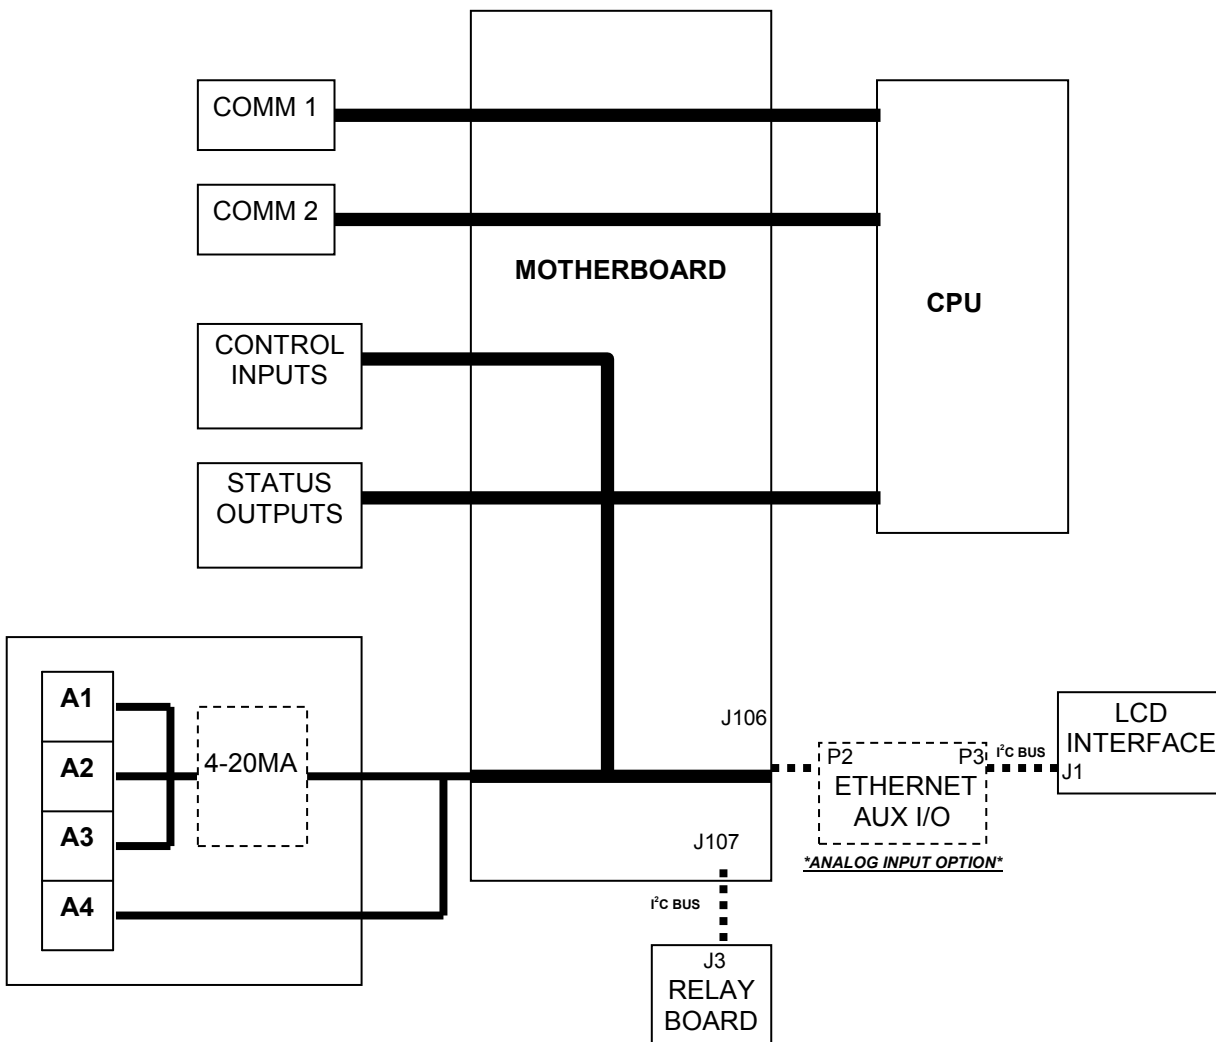 COMM 1
COMM 2
MOTHERBOARD
CPU
CONTROL
INPUTS
STATUS
OUTPUTS
A1
A2
A3
A4
4-20MA
J106
J107
P2
P3
ETHERNET
AUX I/O
*ANALOG INPUT OPTION*
I²C BUS
LCD
INTERFACE
J1
I²C BUS
J3
RELAY
BOARD